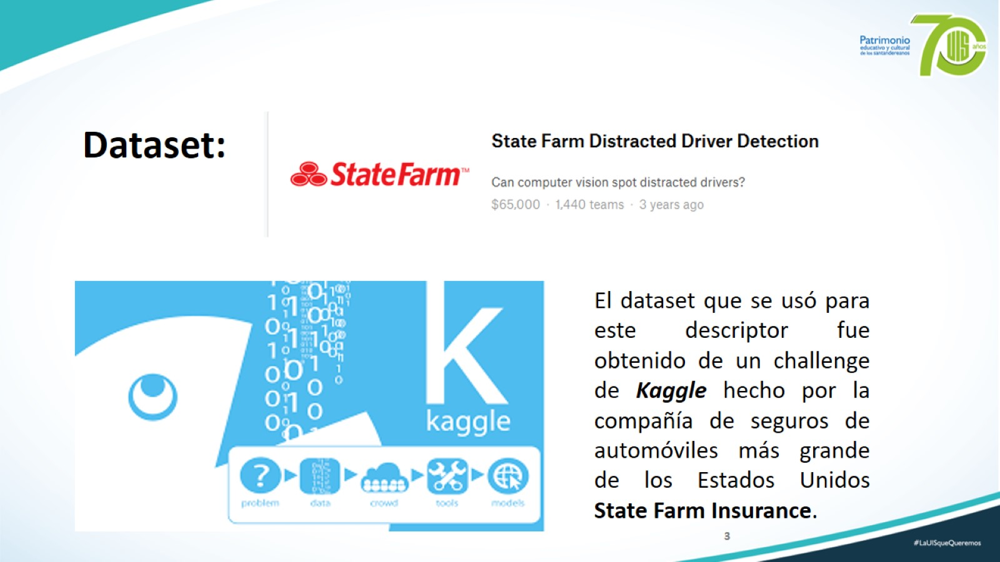 Patrimonio
educativo y cultural
de los santandereanos
70
UIS
años
Dataset:
State Farm™
State Farm Distracted Driver Detection
Can computer vision spot distracted drivers?
$65,000 · 1,440 teams · 3 years ago
k
kaggle
?
problem
data
crowd
tools
models
El dataset que se usó para
este descriptor fue
obtenido de un challenge
de Kaggle hecho por la
compañía de seguros de
automóviles más grande
de los Estados Unidos
State Farm Insurance.
3
#LaUISqueQueremos